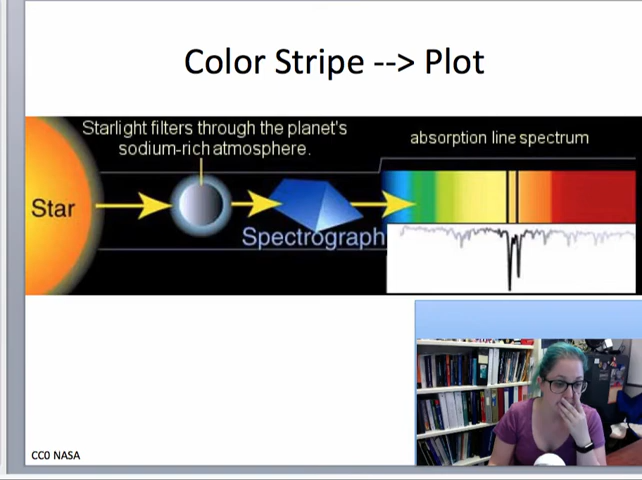 Color Stripe --> Plot
Starlight filters through the planet's
sodium-rich atmosphere.
absorption line spectrum
Star
Spectrograph
CC0 NASA